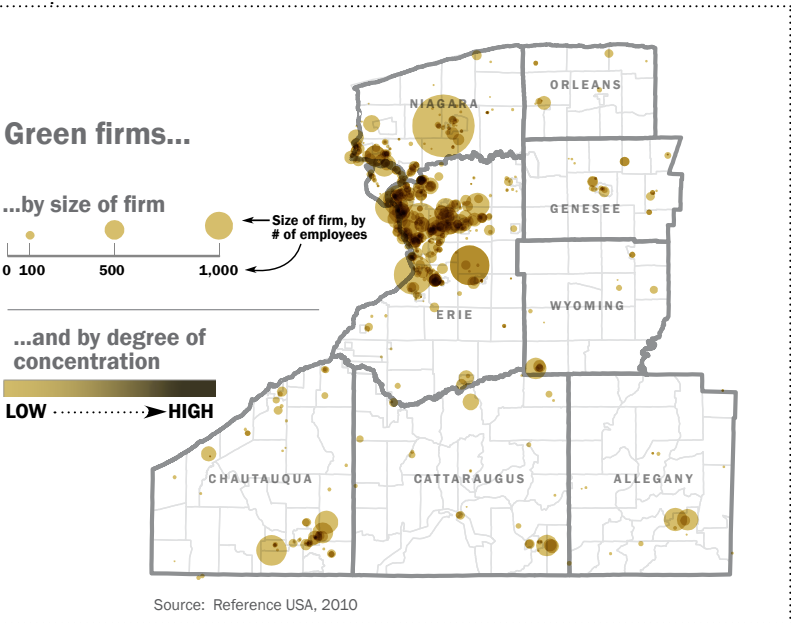 Green firms...
...by size of firm
Size of firm, by
# of employees
0 100 500 1,000
...and by degree of
concentration
LOW HIGH
NIAGARA
ORLEANS
GENESEE
ERIE
WYOMING
CHAUTAUQUA
CATTARAUGUS
ALLEGANY
Source: Reference USA, 2010